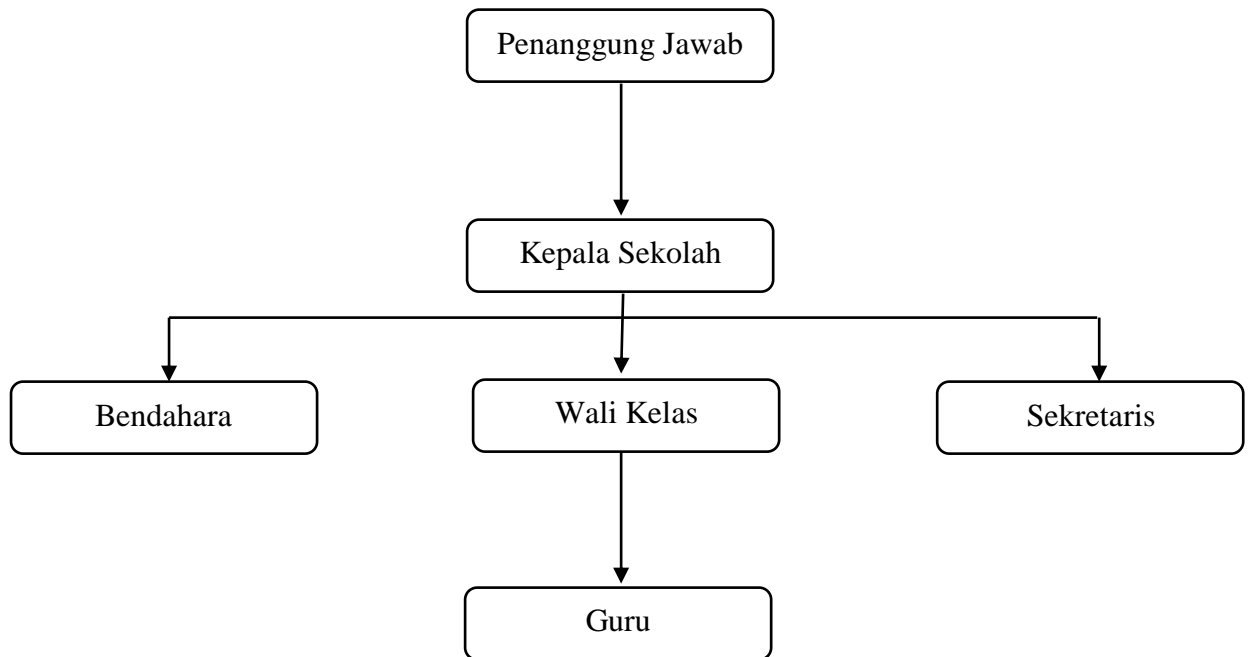 Penanggung Jawab
Kepala Sekolah
Bendahara
Wali Kelas
Sekretaris
Guru